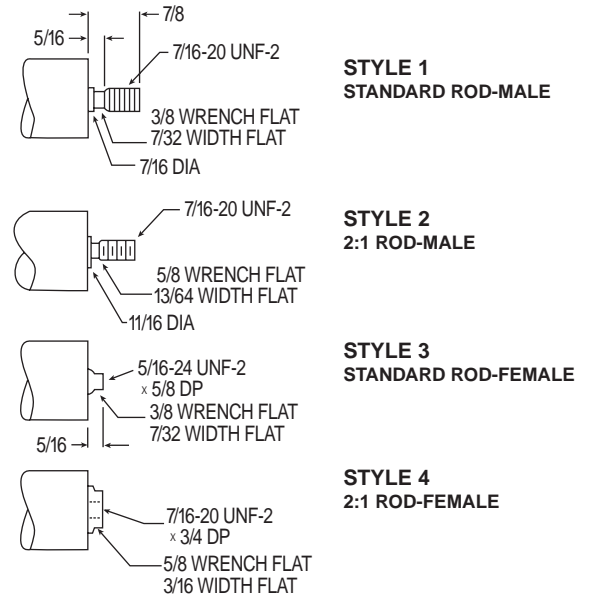 7/8
5/16
7/16-20 UNF-2
3/8 WRENCH FLAT
7/32 WIDTH FLAT
7/16 DIA
STYLE 1
STANDARD ROD-MALE
7/16-20 UNF-2
5/8 WRENCH FLAT
13/64 WIDTH FLAT
11/16 DIA
STYLE 2
2:1 ROD-MALE
5/16-24 UNF-2
x 5/8 DP
3/8 WRENCH FLAT
7/32 WIDTH FLAT
5/16
STYLE 3
STANDARD ROD-FEMALE
7/16-20 UNF-2
x 3/4 DP
5/8 WRENCH FLAT
3/16 WIDTH FLAT
STYLE 4
2:1 ROD-FEMALE